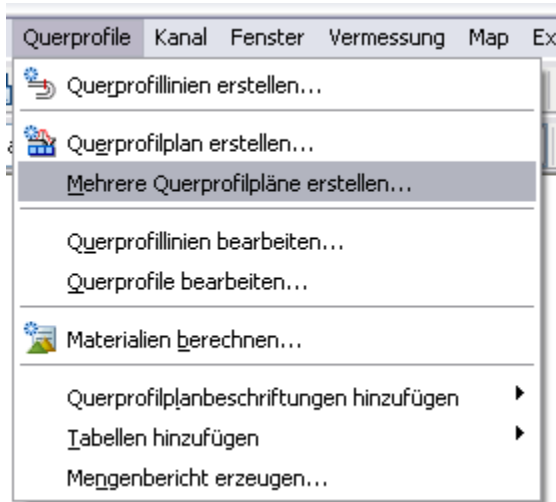 Querprofile Kanal Fenster Vermessung Map Ex
Querprofillinien erstellen...
Querprofilplan erstellen...
Mehrere Querprofilpläne erstellen...
Querprofillinien bearbeiten...
Querprofile bearbeiten...
Materialien berechnen...
Querprofilplanbeschriftungen hinzufügen
Tabellen hinzufügen
Mengenbericht erzeugen...